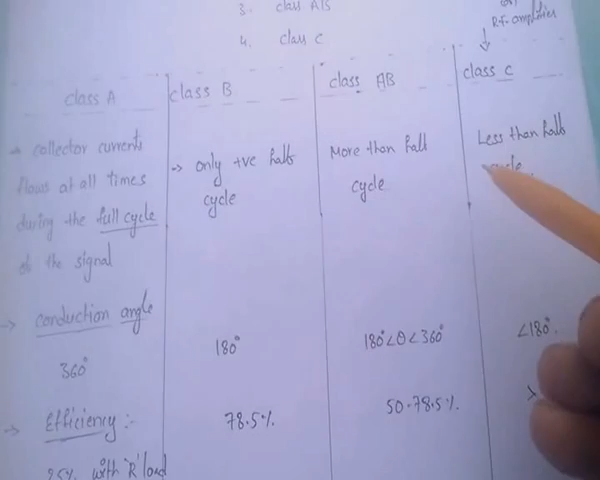 3. class AB
4. class C
R.f. amplifier
class A
class B
class AB
class c
→ collector current
flows at all times
during the full cycle
of the signal
→ only +ve half
cycle
More than half
cycle
Less than half
cycle
→ conduction angle
360°
180°
180°<θ<360°
<180°.
→ Efficiency :-
78.5%
50-78.5%.
>
25% with 'R' load